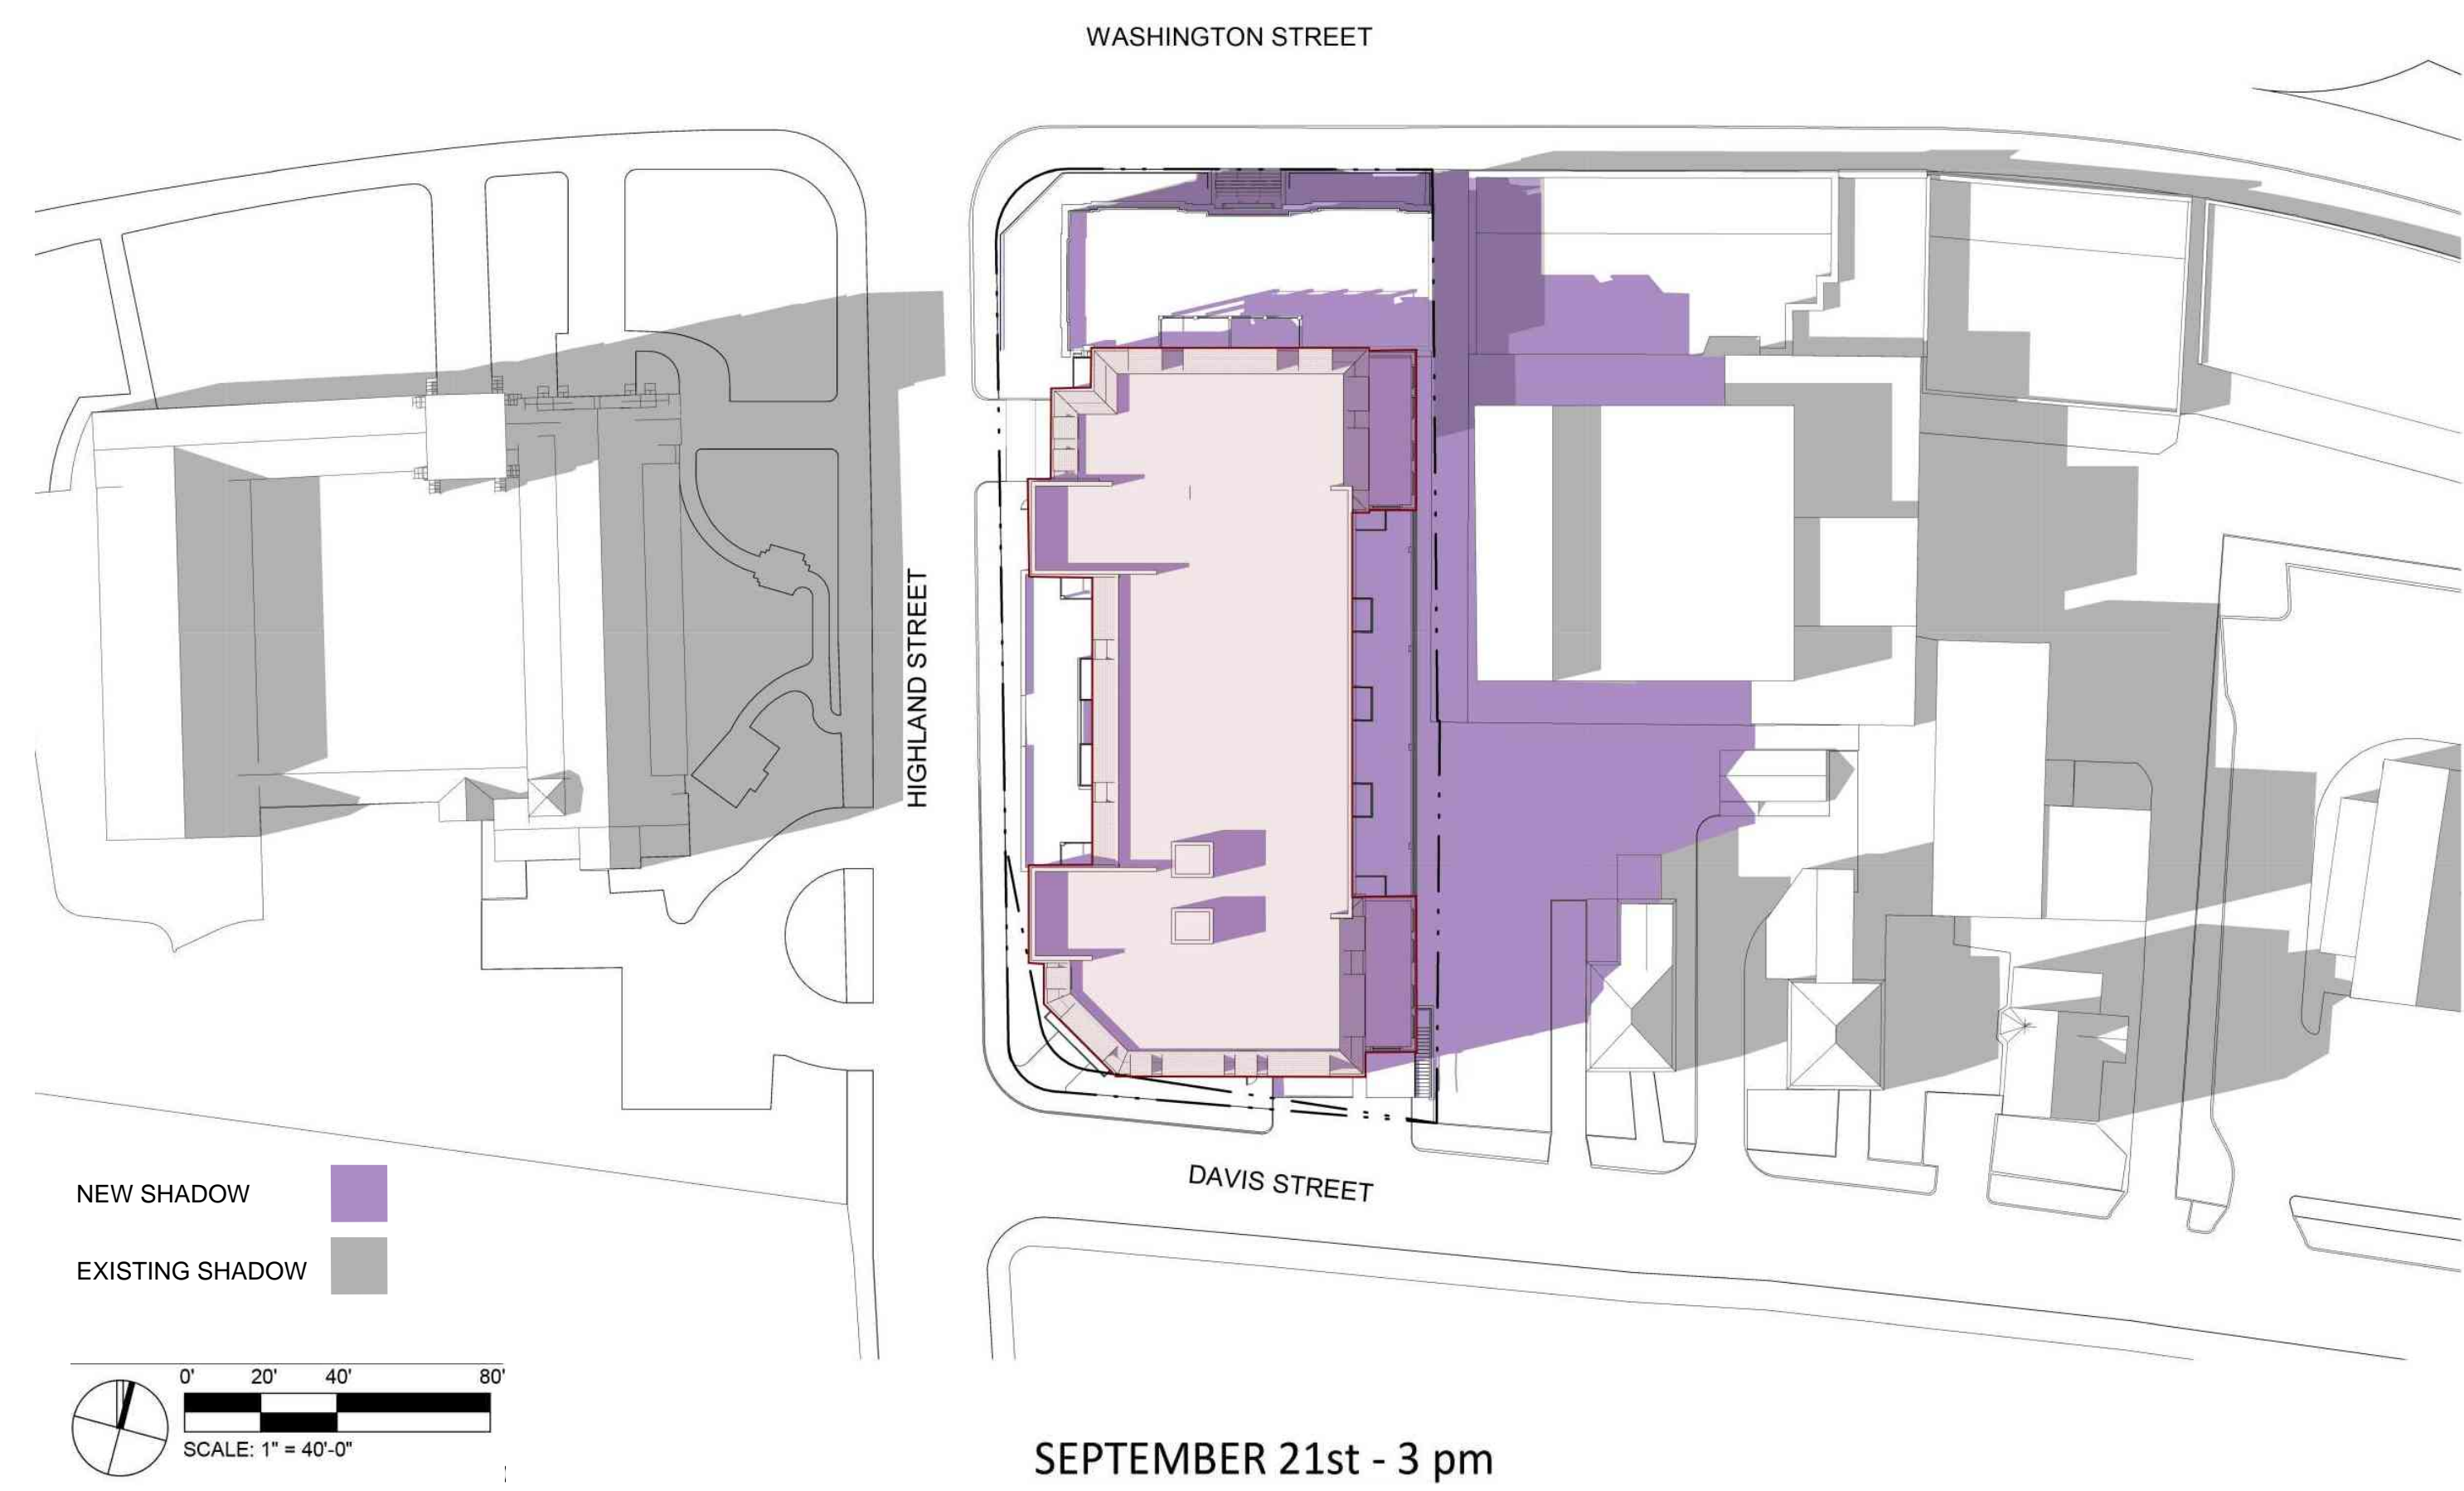 WASHINGTON STREET
HIGHLAND STREET
DAVIS STREET
NEW SHADOW
EXISTING SHADOW
0' 20' 40' 80'
SCALE: 1" = 40'-0"
SEPTEMBER 21st - 3 pm